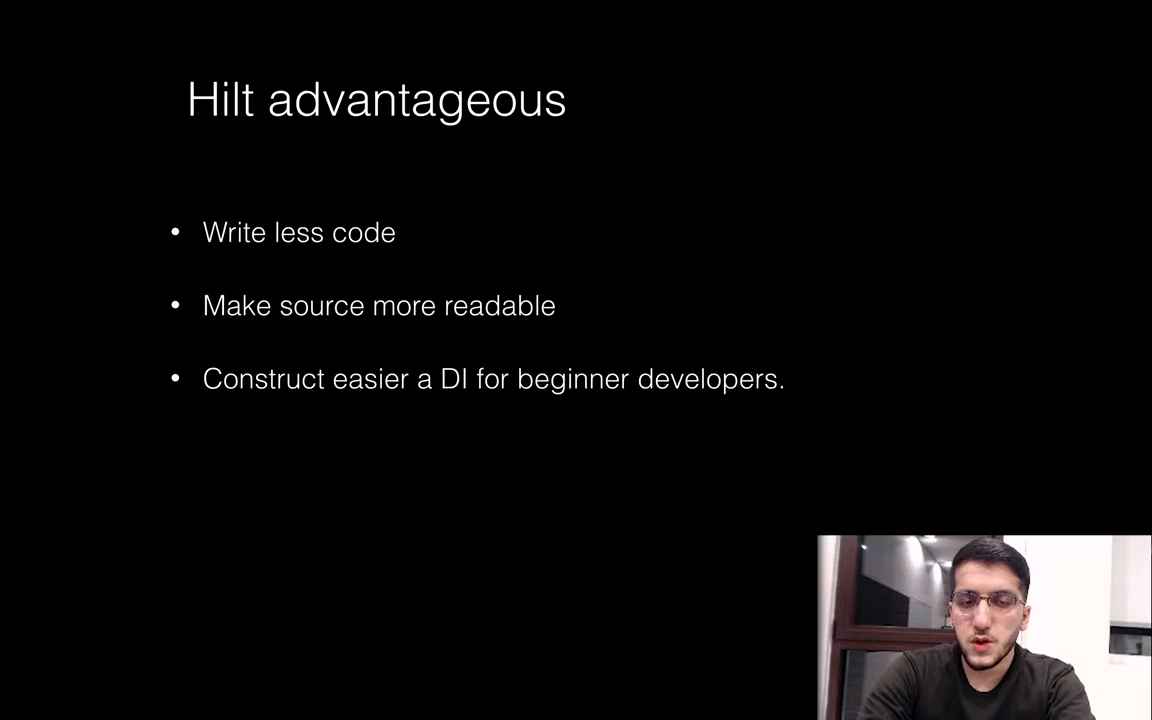 Hilt advantageous
• Write less code
• Make source more readable
• Construct easier a DI for beginner developers.